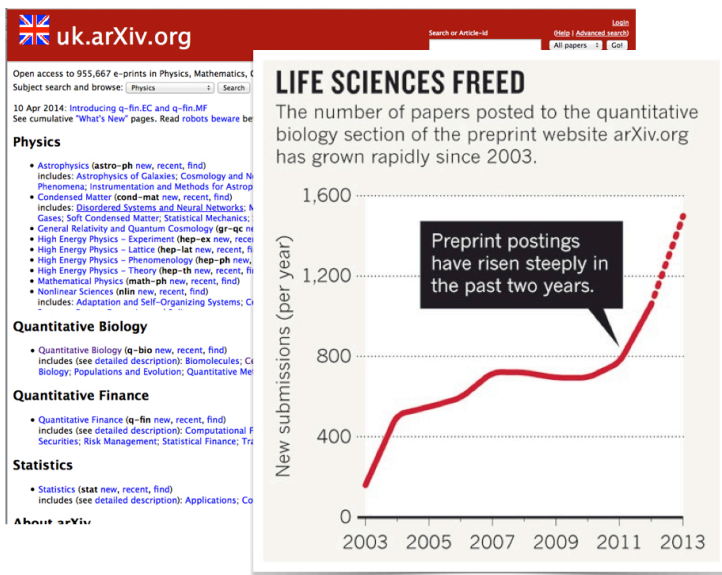 uk.arXiv.org
Login
Search or Article-id
(Help | Advanced search)
All papers
Go!
Open access to 955,667 e-prints in Physics, Mathematics,
Subject search and browse: Physics Search
10 Apr 2014: Introducing q-fin.EC and q-fin.MF
See cumulative "What's New" pages. Read robots beware
Physics
• Astrophysics (astro-ph new, recent, find)
includes: Astrophysics of Galaxies; Cosmology and
Phenomena; Instrumentation and Methods for
• Condensed Matter (cond-mat new, recent, find)
includes: Disordered Systems and Neural Networks;
Gases; Soft Condensed Matter; Statistical Mechanics;
• General Relativity and Quantum Cosmology (gr-qc
• High Energy Physics - Experiment (hep-ex new,
• High Energy Physics - Lattice (hep-lat new, recent,
• High Energy Physics - Phenomenology (hep-ph new,
• High Energy Physics - Theory (hep-th new, recent,
• Mathematical Physics (math-ph new, recent, find)
• Nonlinear Sciences (nlin new, recent, find)
includes: Adaptation and Self-Organizing Systems;
Quantitative Biology
• Quantitative Biology (q-bio new, recent, find)
includes (see detailed description): Biomolecules;
Biology; Populations and Evolution; Quantitative
Quantitative Finance
• Quantitative Finance (q-fin new, recent, find)
includes (see detailed description): Computational
Securities; Risk Management; Statistical Finance;
Statistics
• Statistics (stat new, recent, find)
includes (see detailed description): Applications;
About arXiv
LIFE SCIENCES FREED
The number of papers posted to the quantitative
biology section of the preprint website arXiv.org
has grown rapidly since 2003.
New submissions (per year)
1,600
1,200
800
400
0
Preprint postings
have risen steeply in
the past two years.
2003 2005 2007 2009 2011 2013